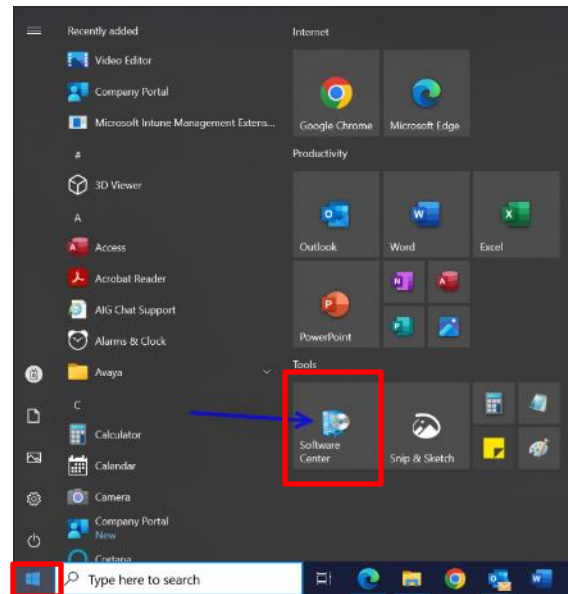 Recently added
Video Editor
Company Portal
Microsoft Intune Management Extens...
#
3D Viewer
A
Access
Acrobat Reader
AIG Chat Support
Alarms & Clock
Avaya
C
Calculator
Calendar
Camera
Company Portal
New
Cortana
Internet
Google Chrome
Microsoft Edge
Productivity
Outlook
Word
Excel
PowerPoint
Tools
Software
Center
Snip & Sketch
Type here to search